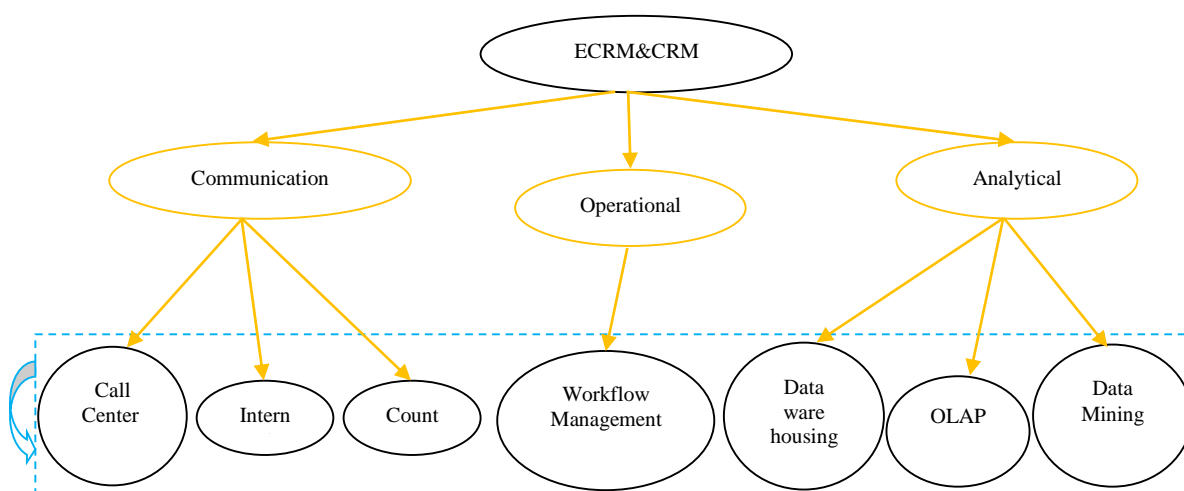 ECRM&CRM
Communication
Operational
Analytical
Call
Center
Intern
Count
Workflow
Management
Data
ware
housing
OLAP
Data
Mining